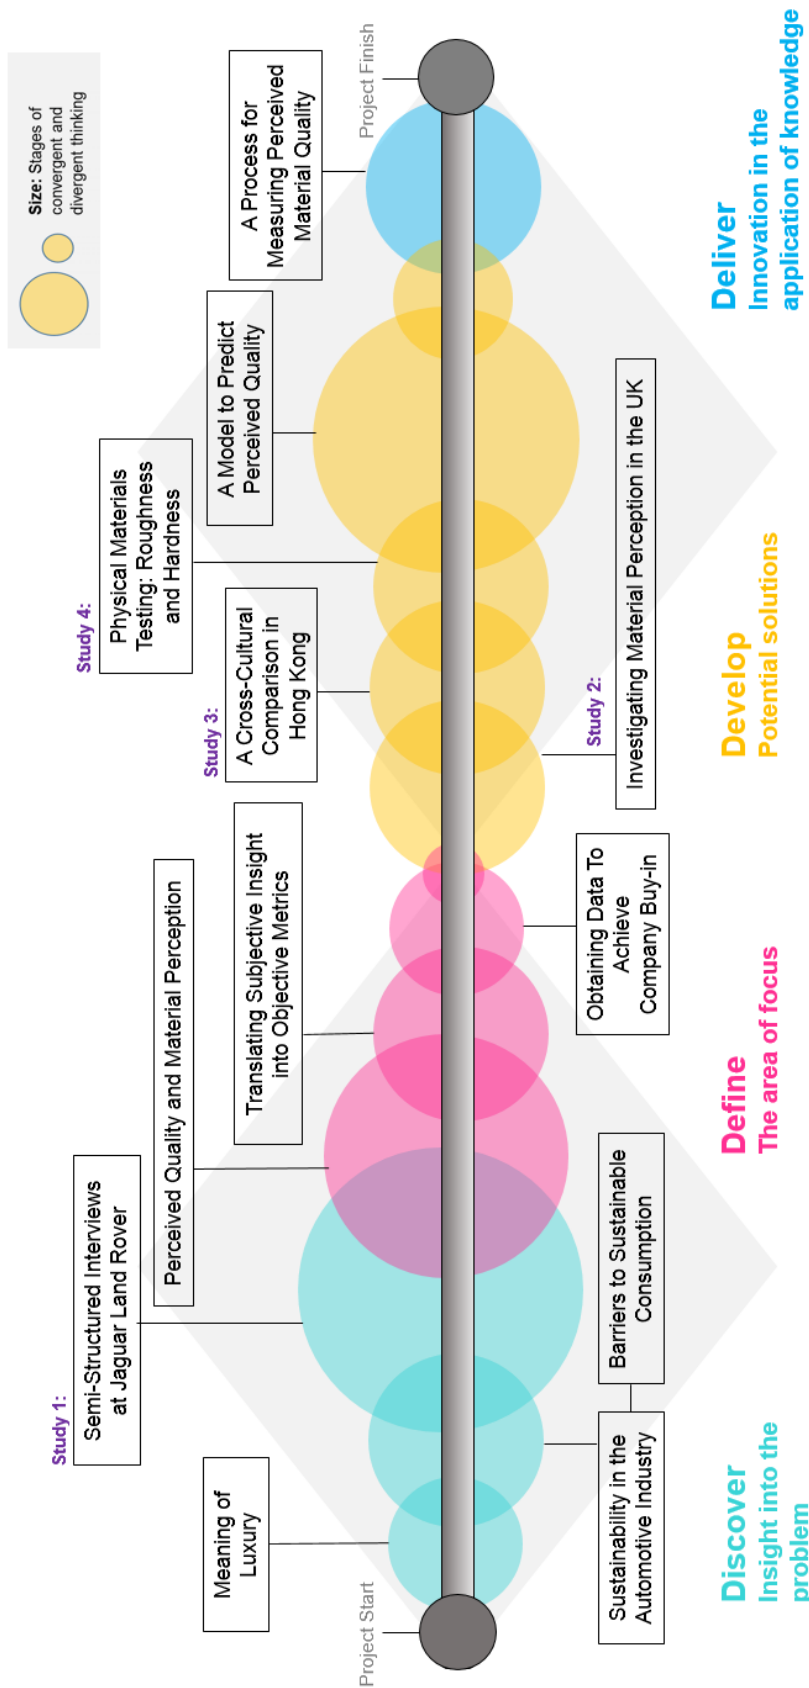 Size: Stages of
convergent and
divergent thinking
Project Start
Meaning of
Luxury
Study 1:
Semi-Structured Interviews
at Jaguar Land Rover
Perceived Quality and Material Perception
Translating Subjective Insight
into Objective Metrics
Study 3:
A Cross-Cultural
Comparison in
Hong Kong
Study 4:
Physical Materials
Testing: Roughness
and Hardness
A Model to Predict
Perceived Quality
A Process for
Measuring Perceived
Material Quality
Project Finish
Sustainability in the
Automotive Industry
Barriers to Sustainable
Consumption
Obtaining Data To
Achieve
Company Buy-in
Study 2:
Investigating Material Perception in the UK
Discover
Insight into the
problem
Define
The area of focus
Develop
Potential solutions
Deliver
Innovation in the
application of knowledge